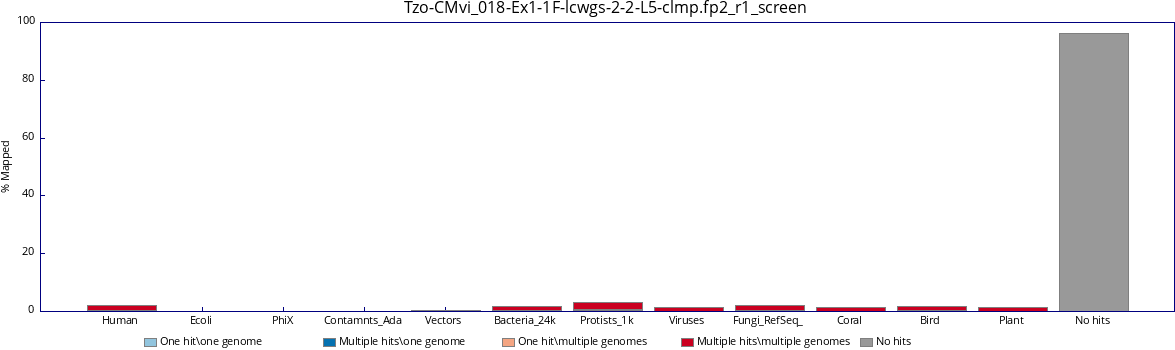 Tzo-CMvi_018-Ex1-1F-lcwgs-2-2-L5-clmp.fp2_r1_screen
100
80
60
40
20
0
% Mapped
Human Ecoli PhiX Contamnts_Ada Vectors Bacteria_24k Protists_1k Viruses Fungi_RefSeq_ Coral Bird Plant No hits
One hit\one genome Multiple hits\one genome One hit\multiple genomes Multiple hits\multiple genomes No hits